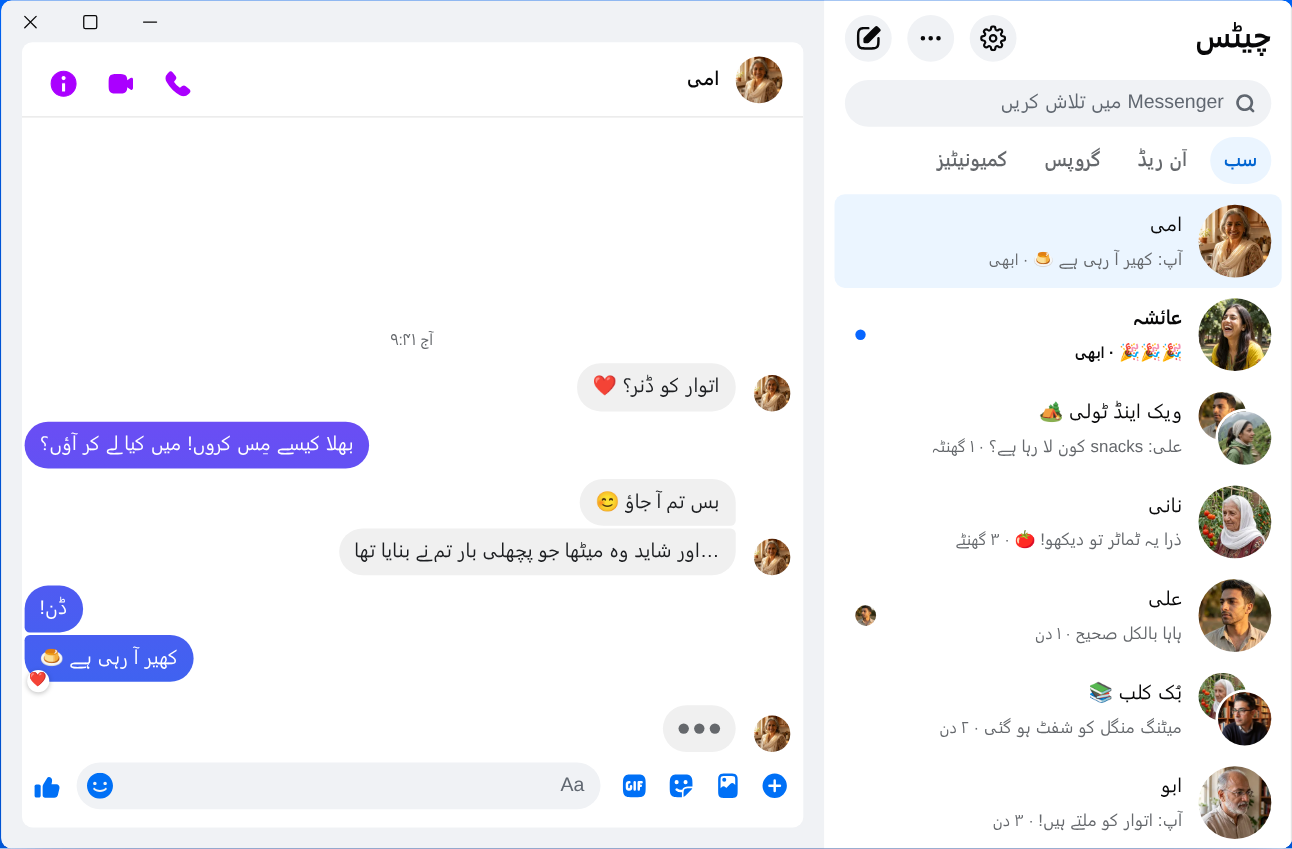 چیٹس
Messenger میں تلاش کریں
سب
آن ریڈ
گروپس
کمیونیٹیز
امی
آپ: کھیر آ رہی ہے 🍮 · ابھی
عائشہ
🎉🎉🎉 · ابھی
ویک اینڈ ٹولی 🏕️
علی: snacks کون لا رہا ہے؟ · ۱ گھنٹہ
نانی
ذرا یہ ٹماٹر تو دیکھو! 🍅 · ۳ گھنٹے
علی
ہاہا بالکل صحیح · ۱ دن
بُک کلب 📚
میٹنگ منگل کو شفٹ ہو گئی · ۲ دن
ابو
آپ: اتوار کو ملتے ہیں! · ۳ دن
امی
آج ۹:۴۱
اتوار کو ڈنر؟ ❤️
بھلا کیسے مِس کروں! میں کیا لے کر آؤں؟
بس تم آ جاؤ 😊
...اور شاید وہ میٹھا جو پچھلی بار تم نے بنایا تھا
ڈن!
کھیر آ رہی ہے 🍮
❤️
GIF
Aa